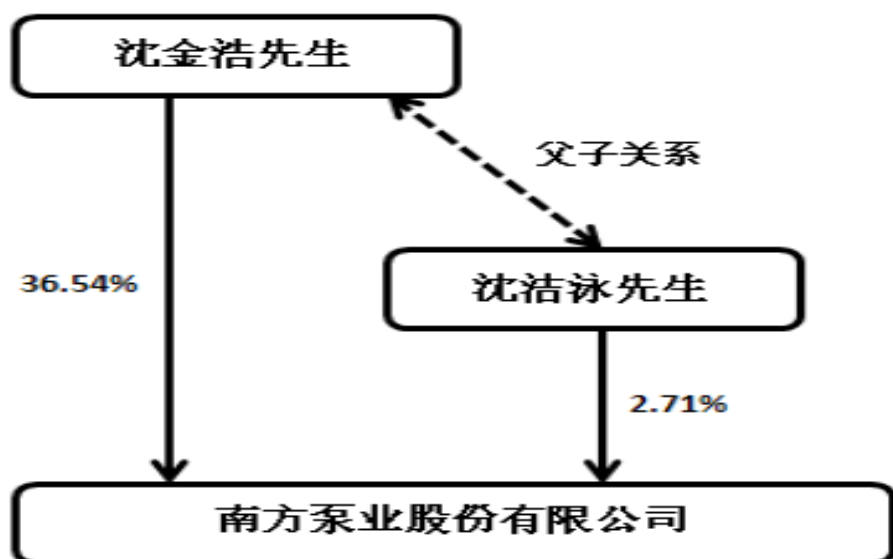 沈金浩先生
父子关系
36.54%
沈洁泳先生
2.71%
南方泵业股份有限公司